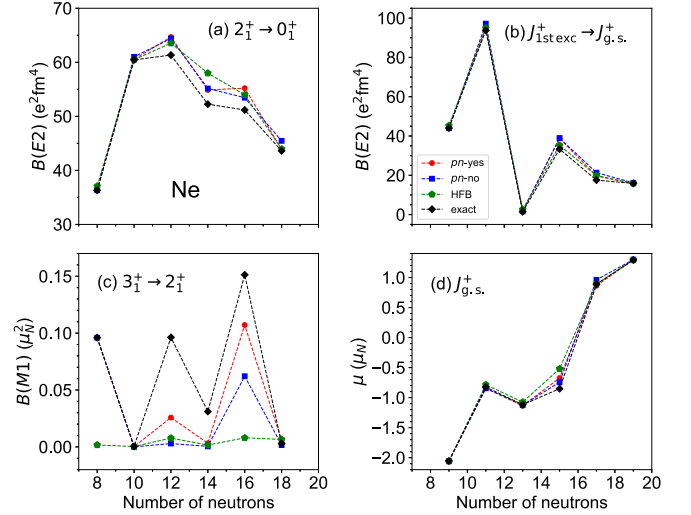 (a) 2₁⁺ → 0₁⁺
B(E2) (e²fm⁴)
70
60
50
40
30
Ne
(b) J⁺₁ₛₜ ₑₓ꜀ → J⁺g.s.
B(E2) (e²fm⁴)
100
80
60
40
20
0
pn-yes
pn-no
HFB
exact
(c) 3₁⁺ → 2₁⁺
B(M1) (μ²_N)
0.15
0.10
0.05
0.00
8 10 12 14 16 18 20
Number of neutrons
(d) J⁺g.s.
μ (μ_N)
1.0
0.5
0.0
−0.5
−1.0
−1.5
−2.0
8 10 12 14 16 18 20
Number of neutrons